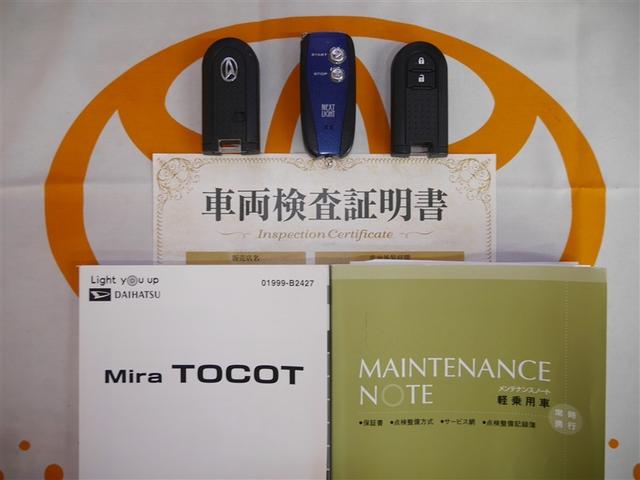 START
STOP
NEXT
LIGHT
車両検査証明書
Inspection Certificate
販売店名
Light you up
DAIHATSU
01999-B2427
Mira TOCOT
MAINTENANCE
NOTE
メンテナンスノート
軽乗用車
●保証書 ●点検整備方式 ●サービス網 ●点検整備記録簿
常時
携行